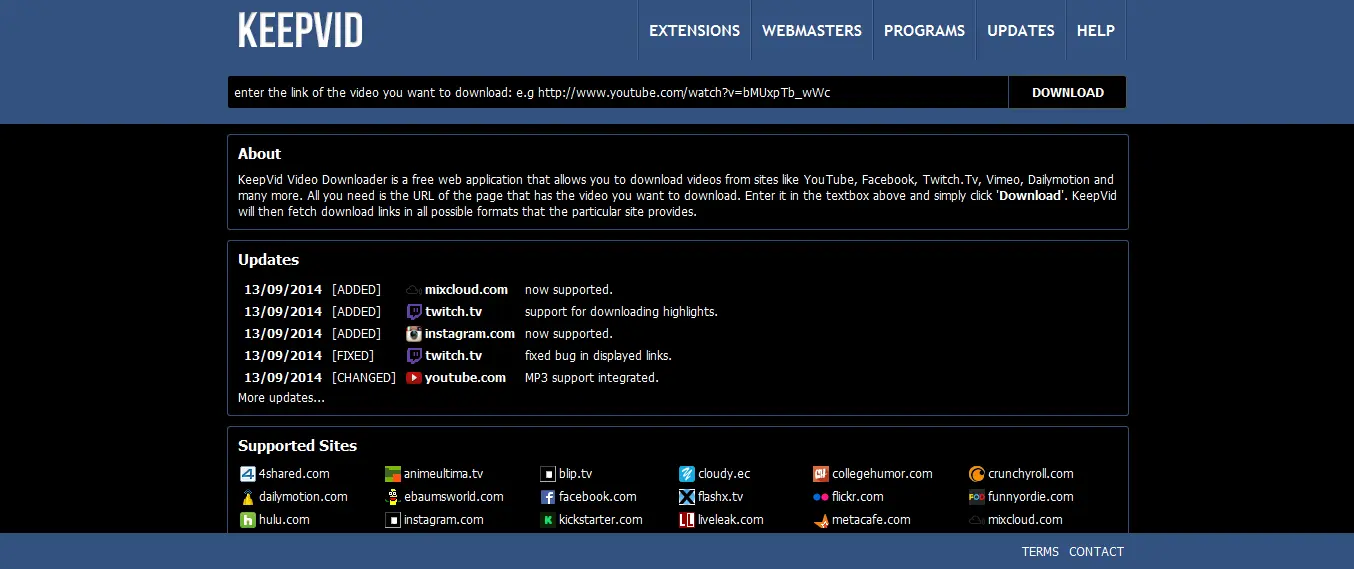 KEEPVID
EXTENSIONS WEBMASTERS PROGRAMS UPDATES HELP
enter the link of the video you want to download: e.g http://www.youtube.com/watch?v=bMUxpTb_wWc DOWNLOAD
About
KeepVid Video Downloader is a free web application that allows you to download videos from sites like YouTube, Facebook, Twitch.Tv, Vimeo, Dailymotion and
many more. All you need is the URL of the page that has the video you want to download. Enter it in the textbox above and simply click 'Download'. KeepVid
will then fetch download links in all possible formats that the particular site provides.
Updates
13/09/2014 [ADDED] mixcloud.com now supported.
13/09/2014 [ADDED] twitch.tv support for downloading highlights.
13/09/2014 [ADDED] instagram.com now supported.
13/09/2014 [FIXED] twitch.tv fixed bug in displayed links.
13/09/2014 [CHANGED] youtube.com MP3 support integrated.
More updates...
Supported Sites
4shared.com animeultima.tv blip.tv cloudy.ec collegehumor.com crunchyroll.com
dailymotion.com ebaumsworld.com facebook.com flashx.tv flickr.com funnyordie.com
hulu.com instagram.com kickstarter.com liveleak.com metacafe.com mixcloud.com
TERMS CONTACT